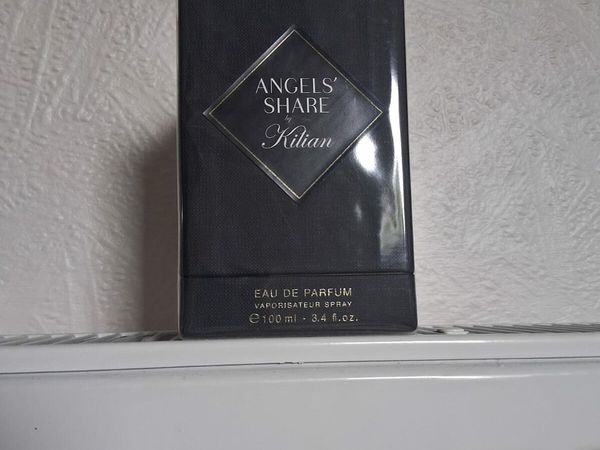 ANGELS’
SHARE
by
Kilian
EAU DE PARFUM
VAPORISATEUR SPRAY
℮100 ml - 3.4 fl.oz.